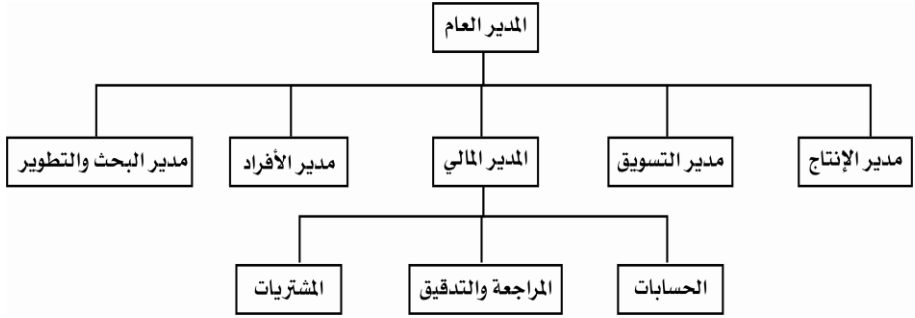 المدير العام
مدير الإنتاج
مدير التسويق
المدير المالي
مدير الأفراد
مدير البحث والتطوير
الحسابات
المراجعة والتدقيق
المشتريات